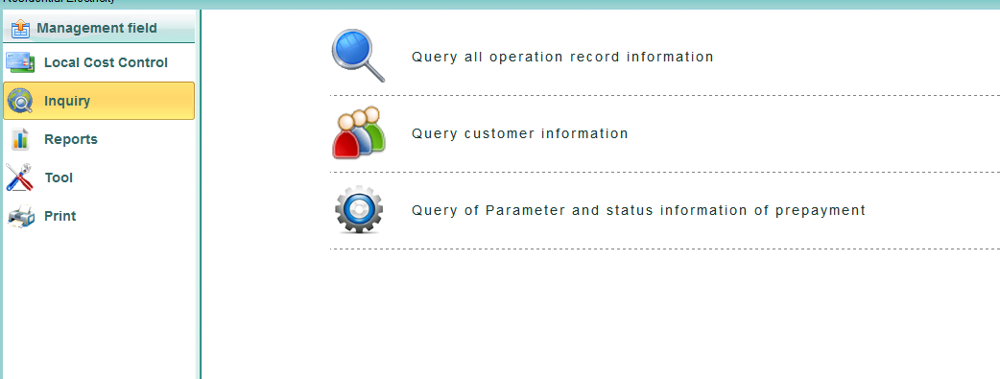 Residential Electricity
Management field
Local Cost Control
Inquiry
Reports
Tool
Print
Query all operation record information
Query customer information
Query of Parameter and status information of prepayment